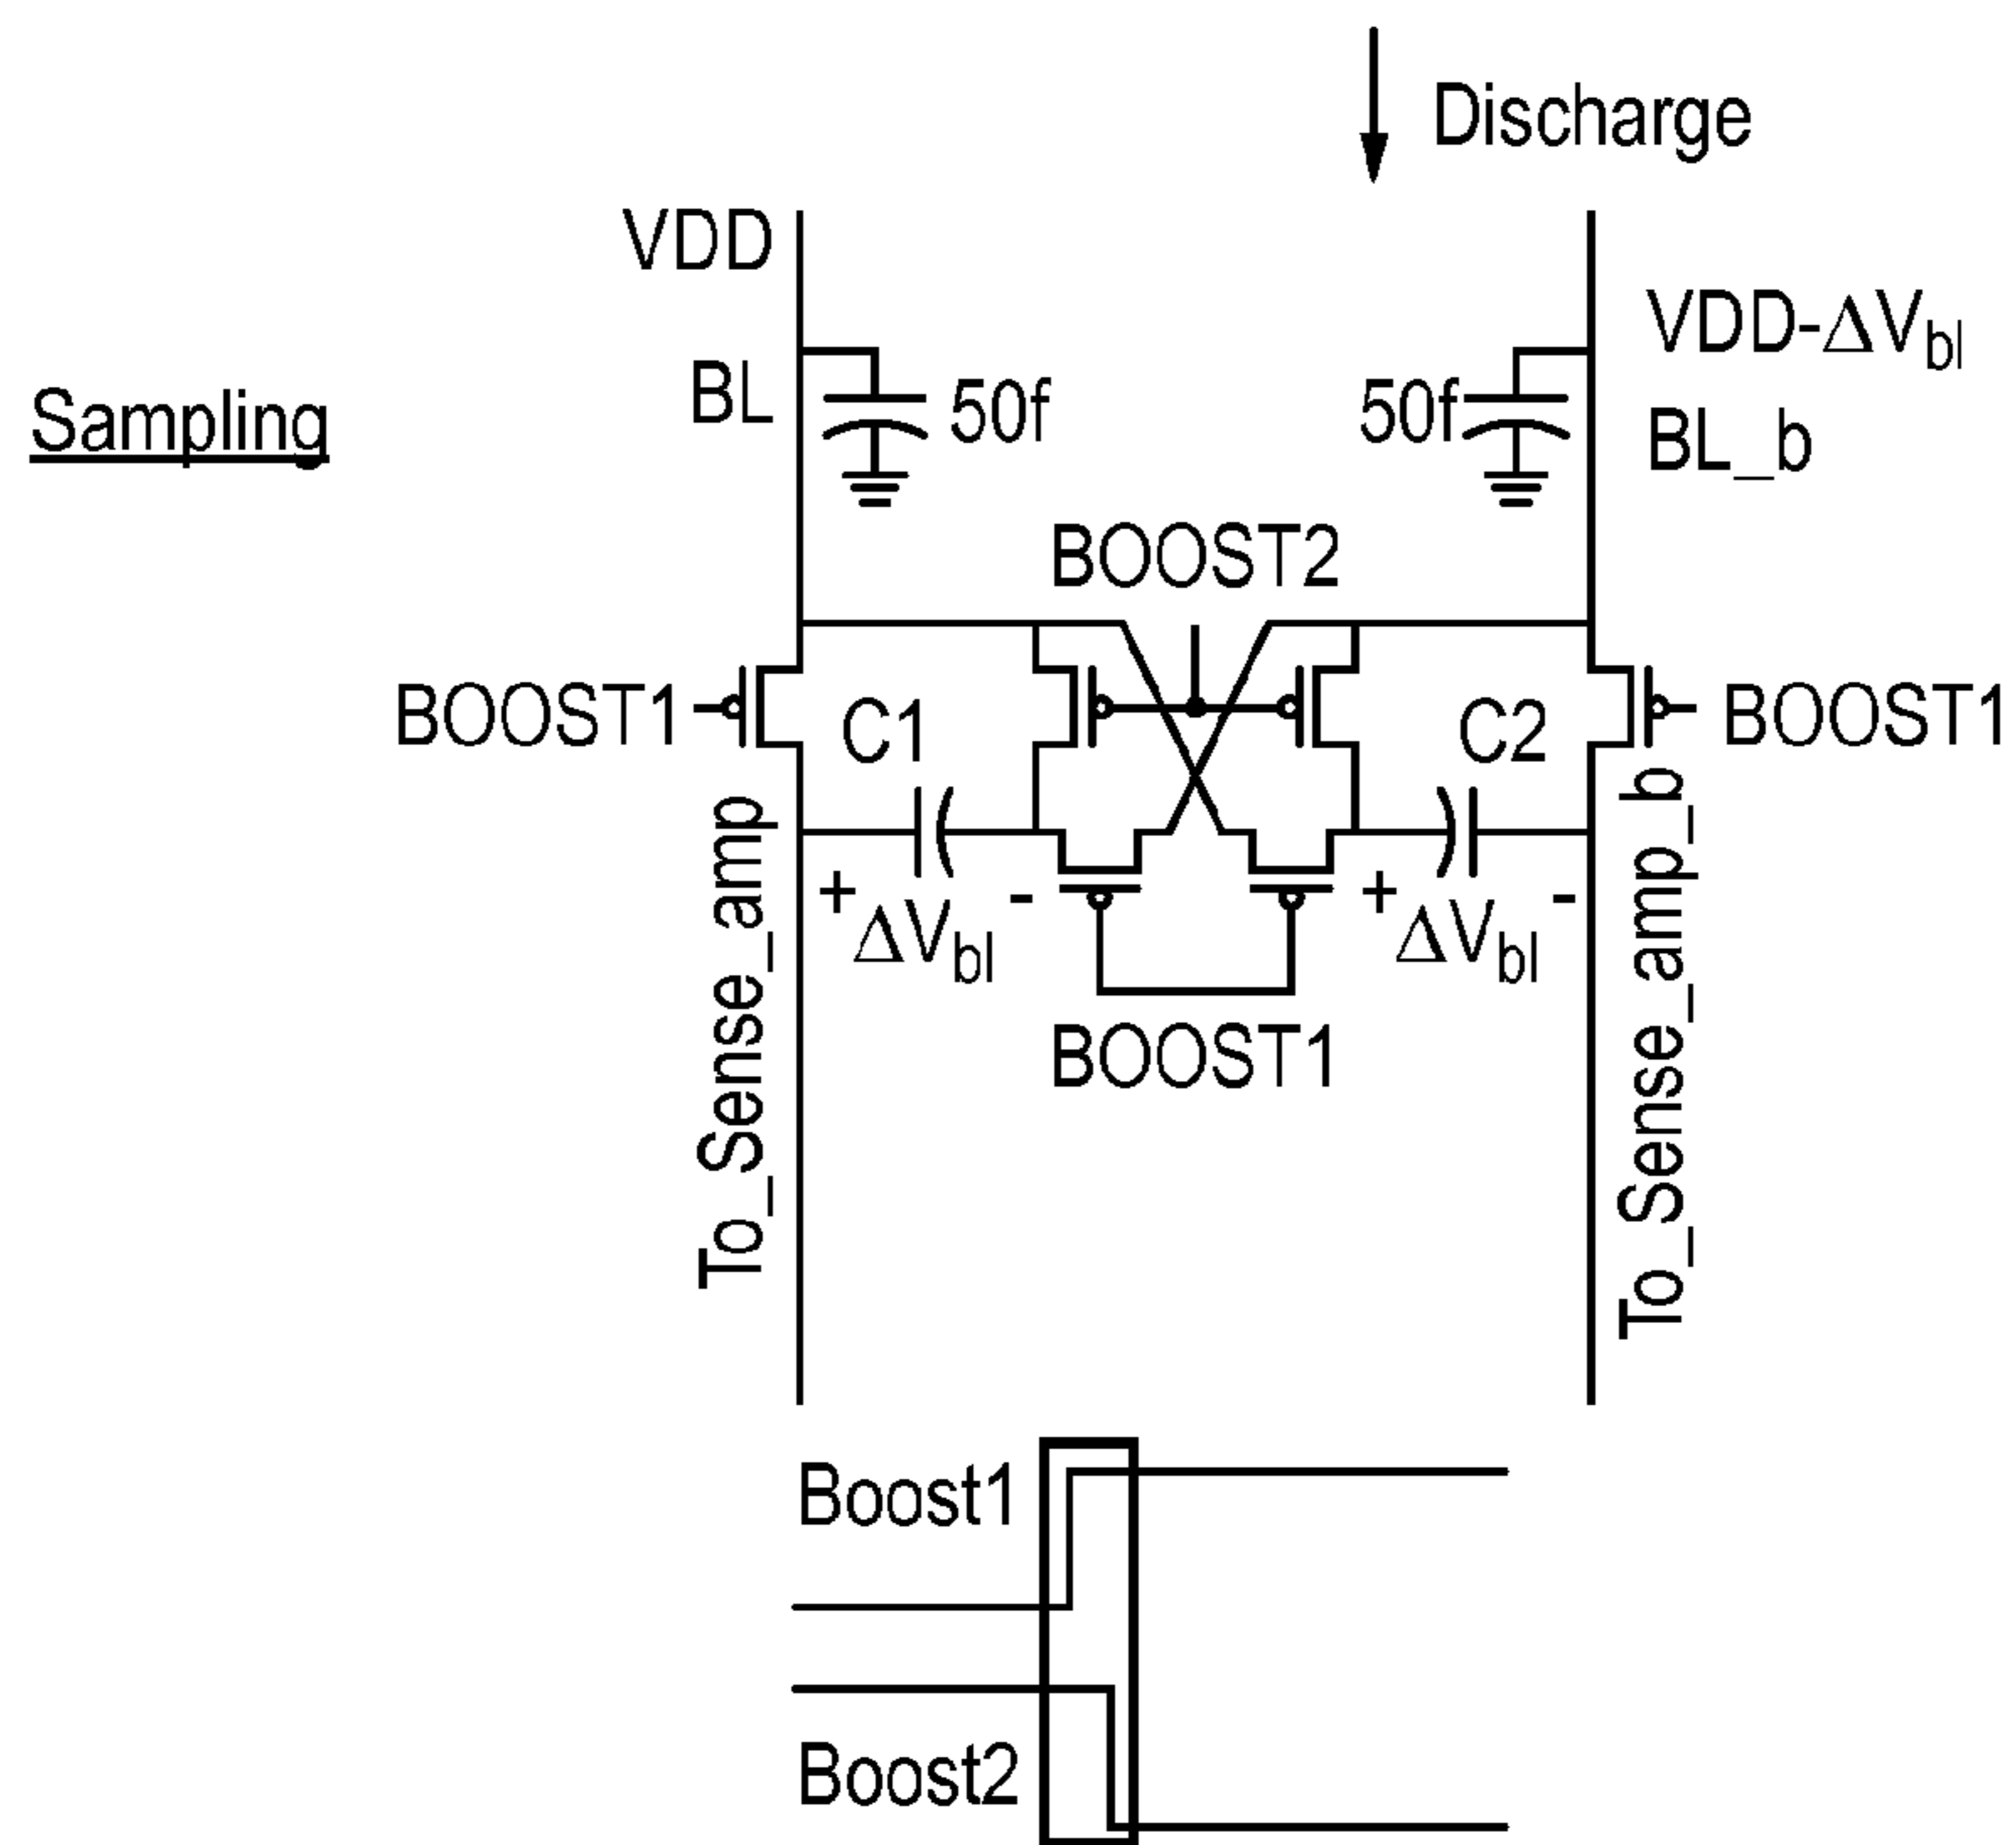 Discharge
VDD
VDD-ΔVbl
BL
50f
50f
BL_b
Sampling
BOOST2
BOOST1
C1
C2
BOOST1
+ ΔVbl -
+ ΔVbl -
To_Sense_amp
To_Sense_amp_b
BOOST1
Boost1
Boost2